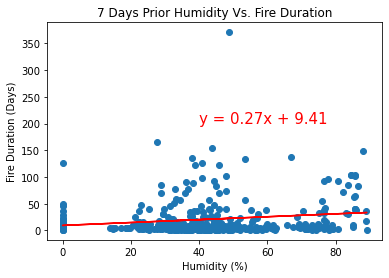 7 Days Prior Humidity Vs. Fire Duration
350
300
250
200
150
100
50
0
y = 0.27x + 9.41
Fire Duration (Days)
0 20 40 60 80
Humidity (%)